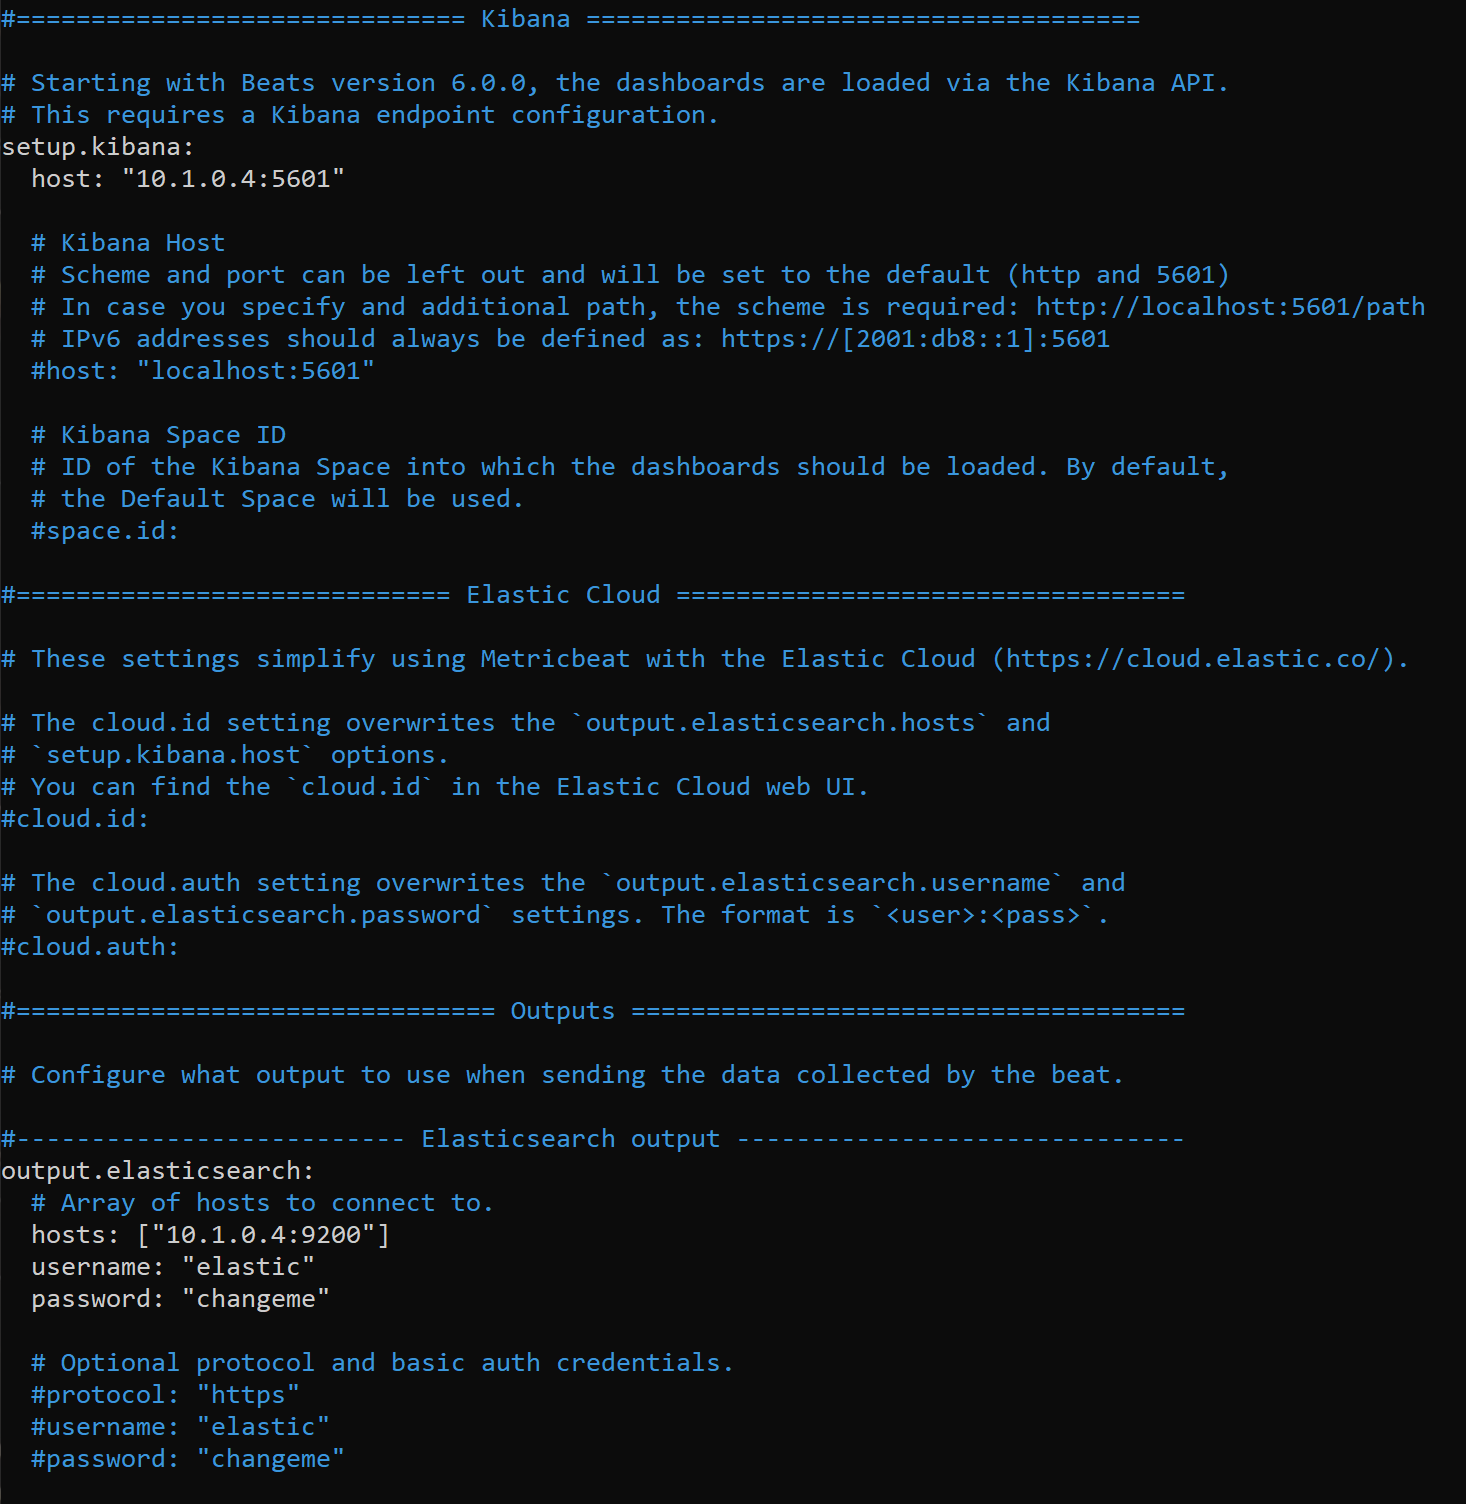 #============================== Kibana =====================================
# Starting with Beats version 6.0.0, the dashboards are loaded via the Kibana API.
# This requires a Kibana endpoint configuration.
setup.kibana:
  host: "10.1.0.4:5601"
  # Kibana Host
  # Scheme and port can be left out and will be set to the default (http and 5601)
  # In case you specify and additional path, the scheme is required: http://localhost:5601/path
  # IPv6 addresses should always be defined as: https://[2001:db8::1]:5601
  #host: "localhost:5601"
  # Kibana Space ID
  # ID of the Kibana Space into which the dashboards should be loaded. By default,
  # the Default Space will be used.
  #space.id:
#============================= Elastic Cloud ==================================
# These settings simplify using Metricbeat with the Elastic Cloud (https://cloud.elastic.co/).
# The cloud.id setting overwrites the `output.elasticsearch.hosts` and
# `setup.kibana.host` options.
# You can find the `cloud.id` in the Elastic Cloud web UI.
#cloud.id:
# The cloud.auth setting overwrites the `output.elasticsearch.username` and
# `output.elasticsearch.password` settings. The format is `<user>:<pass>`.
#cloud.auth:
#================================ Outputs =====================================
# Configure what output to use when sending the data collected by the beat.
#-------------------------- Elasticsearch output ------------------------------
output.elasticsearch:
  # Array of hosts to connect to.
  hosts: ["10.1.0.4:9200"]
  username: "elastic"
  password: "changeme"
  # Optional protocol and basic auth credentials.
  #protocol: "https"
  #username: "elastic"
  #password: "changeme"